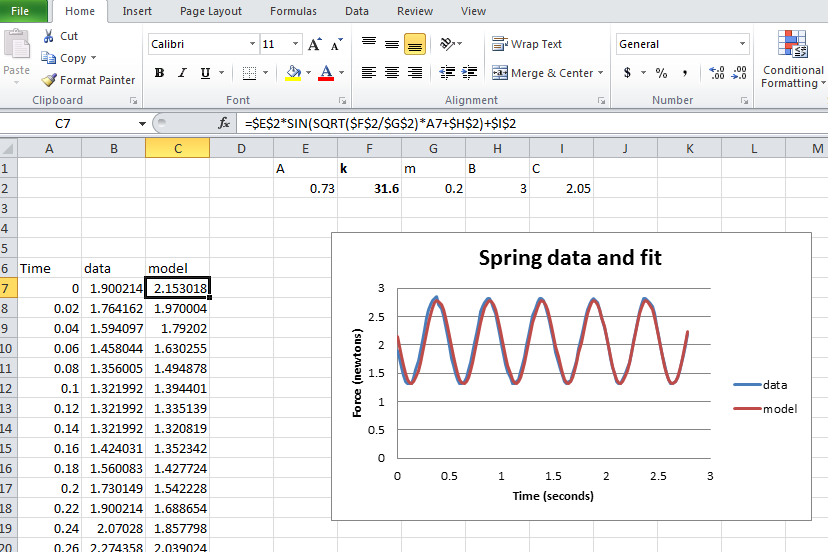 File Home Insert Page Layout Formulas Data Review View
Paste
Cut
Copy
Format Painter
Clipboard
Calibri 11 A A
B I U A
Font
Wrap Text
Merge & Center
Alignment
General
$ % , .00 .0 .00
Number
Conditional
Formatting
C7 fx =$E$2*SIN(SQRT($F$2/$G$2)*A7+$H$2)+$I$2
A B C D E F G H I J K L M
1 A k m B C
2 0.73 31.6 0.2 3 2.05
3
4
5
6 Time data model
7 0 1.900214 2.153018
8 0.02 1.764162 1.970004
9 0.04 1.594097 1.79202
10 0.06 1.458044 1.630255
11 0.08 1.356005 1.494878
12 0.1 1.321992 1.394401
13 0.12 1.321992 1.335139
14 0.14 1.321992 1.320819
15 0.16 1.424031 1.352342
16 0.18 1.560083 1.427724
17 0.2 1.730149 1.542228
18 0.22 1.900214 1.688654
19 0.24 2.07028 1.857798
20 0.26 2.274358 2.039024
Spring data and fit
Force (newtons)
3
2.5
2
1.5
1
0.5
0
0 0.5 1 1.5 2 2.5 3
Time (seconds)
data
model